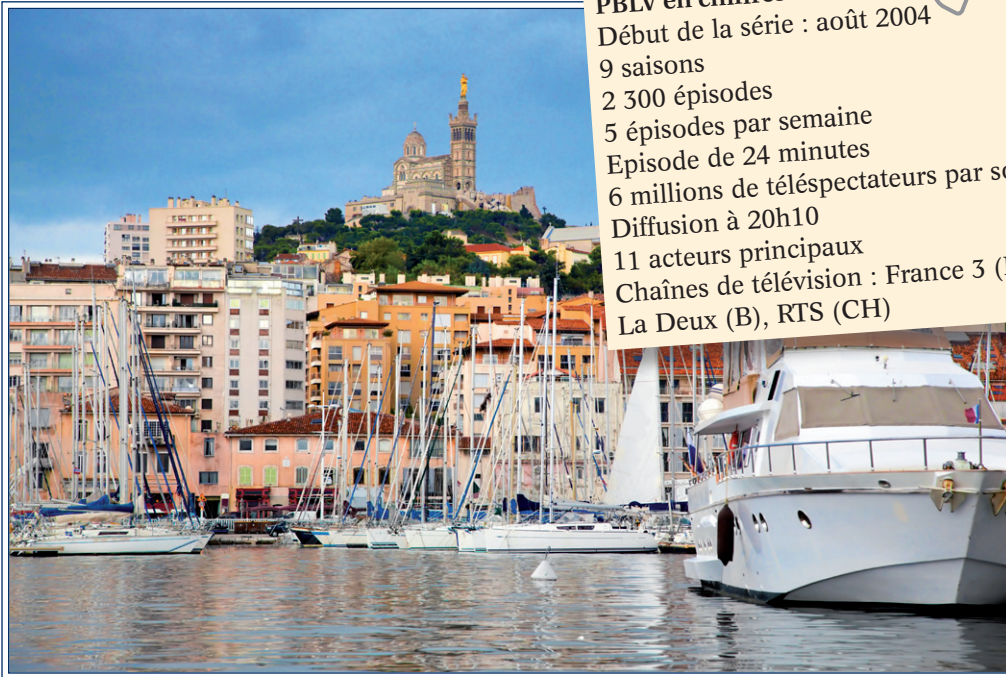 PBLV en chiffres
Début de la série : août 2004
9 saisons
2 300 épisodes
5 épisodes par semaine
Episode de 24 minutes
6 millions de téléspectateurs par
Diffusion à 20h10
11 acteurs principaux
Chaînes de télévision : France 3
La Deux (B), RTS (CH)